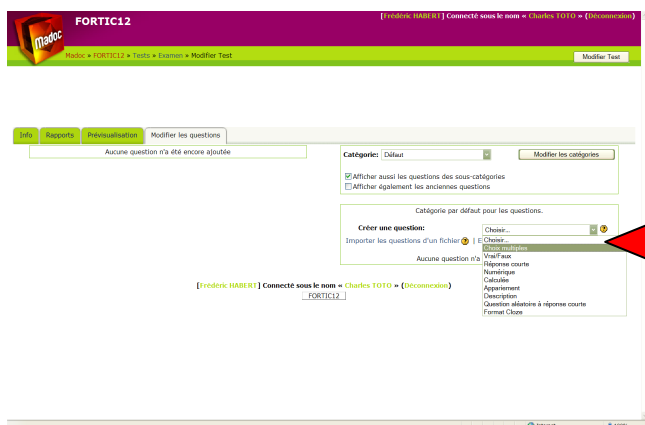 FORTIC12
[Frédéric HABERT] Connecté sous le nom « Charles TOTO » (Déconnexion)
madoc
Madoc » FORTIC12 » Tests » Examen » Modifier Test
Modifier Test
Info
Rapports
Prévisualisation
Modifier les questions
Aucune question n'a été encore ajoutée
Catégorie: Défaut
Modifier les catégories
Afficher aussi les questions des sous-catégories
Afficher également les anciennes questions
Catégorie par défaut pour les questions.
Créer une question: Choisir...
Importer les questions d'un fichier | E
Aucune question n'a
Choisir...
Choix multiples
Vrai/Faux
Réponse courte
Numérique
Calculée
Appariement
Description
Question aléatoire à réponse courte
Format Cloze
[Frédéric HABERT] Connecté sous le nom « Charles TOTO » (Déconnexion)
FORTIC12